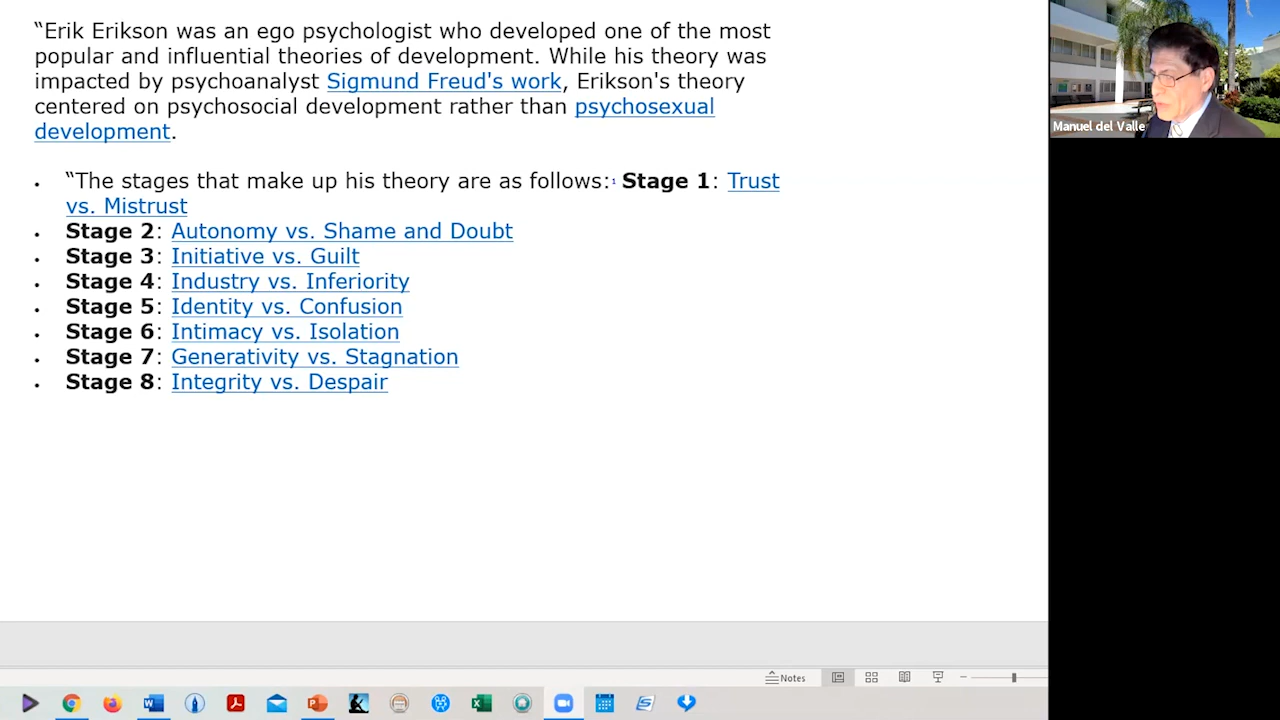 “Erik Erikson was an ego psychologist who developed one of the most
popular and influential theories of development. While his theory was
impacted by psychoanalyst Sigmund Freud's work, Erikson's theory
centered on psychosocial development rather than psychosexual
development.
• “The stages that make up his theory are as follows:1 Stage 1: Trust
vs. Mistrust
• Stage 2: Autonomy vs. Shame and Doubt
• Stage 3: Initiative vs. Guilt
• Stage 4: Industry vs. Inferiority
• Stage 5: Identity vs. Confusion
• Stage 6: Intimacy vs. Isolation
• Stage 7: Generativity vs. Stagnation
• Stage 8: Integrity vs. Despair
Manuel del Valle
Notes